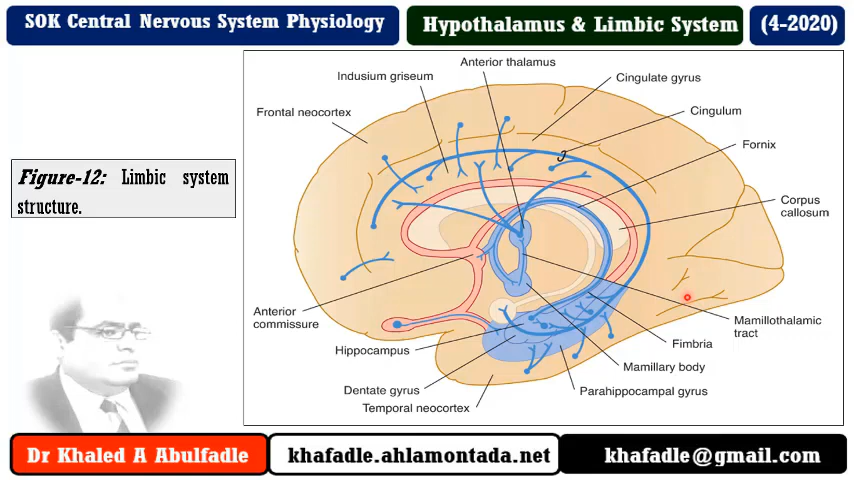 SOK Central Nervous System Physiology
Hypothalamus & Limbic System
(4-2020)
Figure-12: Limbic system
structure.
Anterior thalamus
Indusium griseum
Cingulate gyrus
Frontal neocortex
Cingulum
Fornix
Corpus
callosum
Anterior
commissure
Mamillothalamic
tract
Hippocampus
Fimbria
Mamillary body
Dentate gyrus
Parahippocampal gyrus
Temporal neocortex
Dr Khaled A Abulfadle
khafadle.ahlamontada.net
khafadle@gmail.com